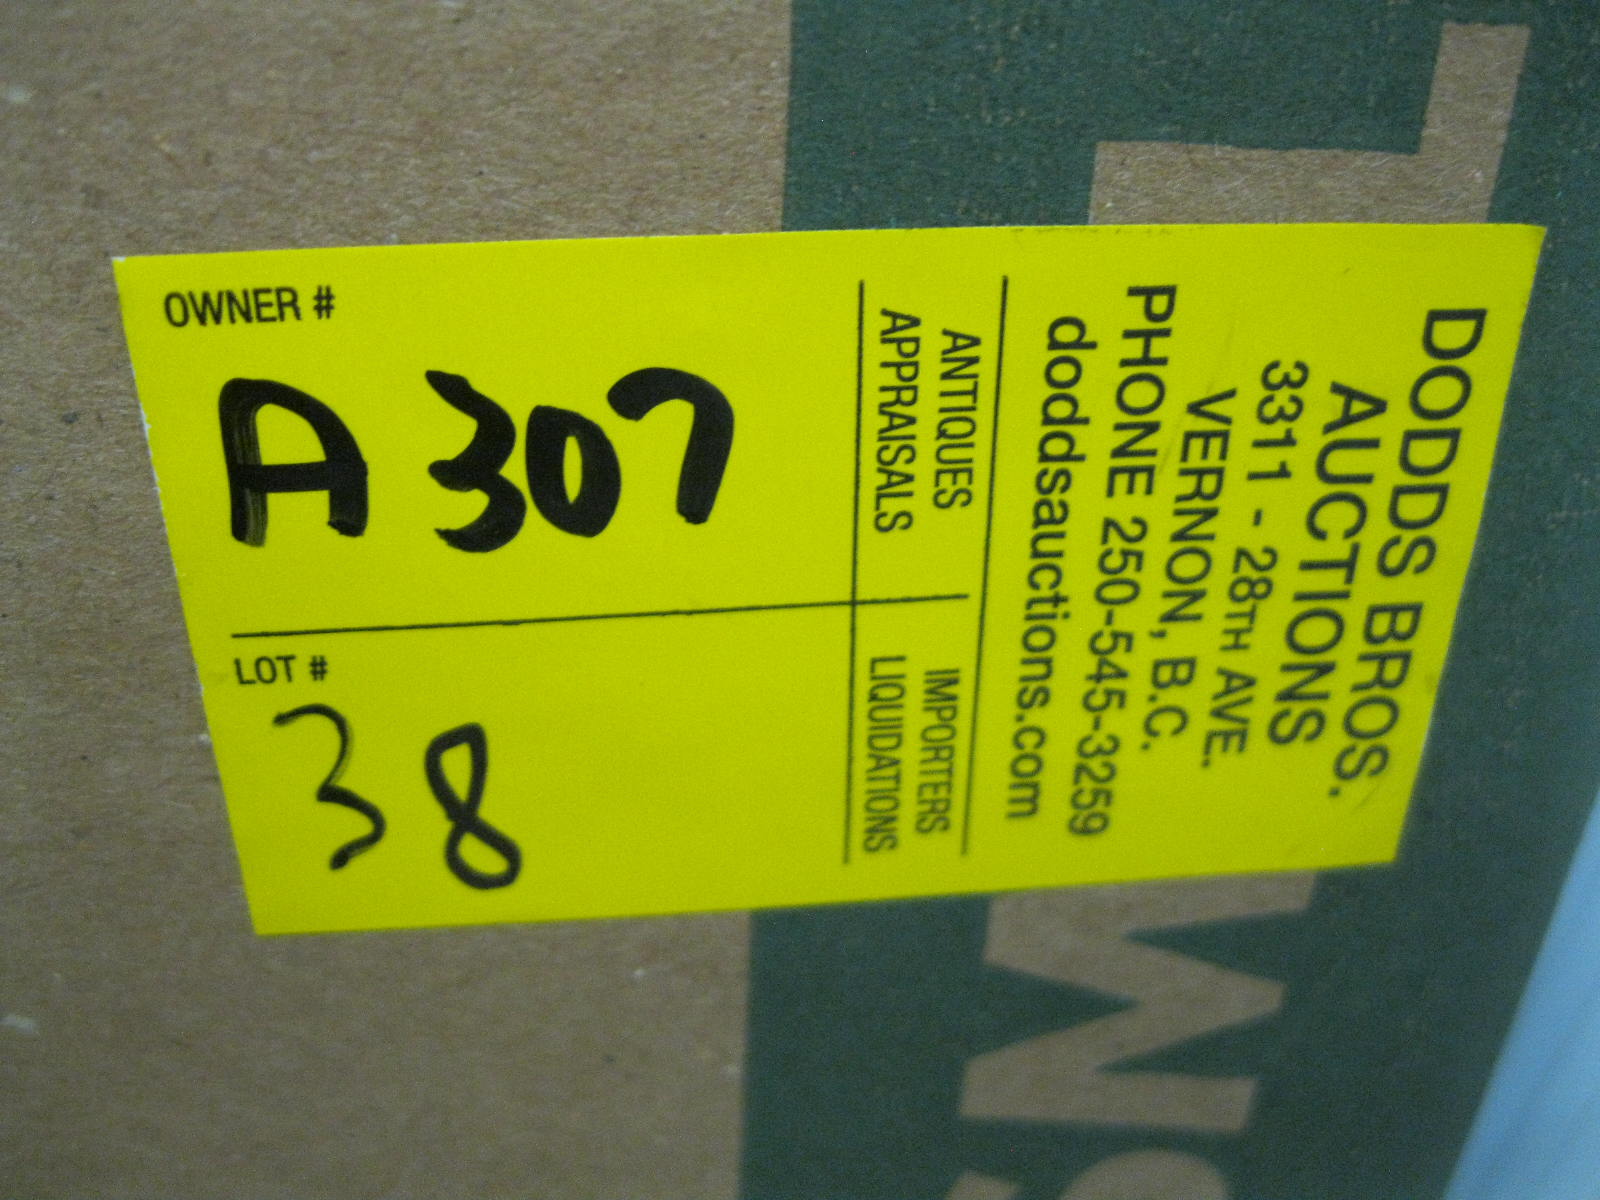 OWNER #
A 307
LOT #
38
DODDS BROS.
AUCTIONS
3311 - 28TH AVE.
VERNON, B.C.
PHONE 250-545-3259
doddsauctions.com
ANTIQUES
APPRAISALS
IMPORTERS
LIQUIDATIONS